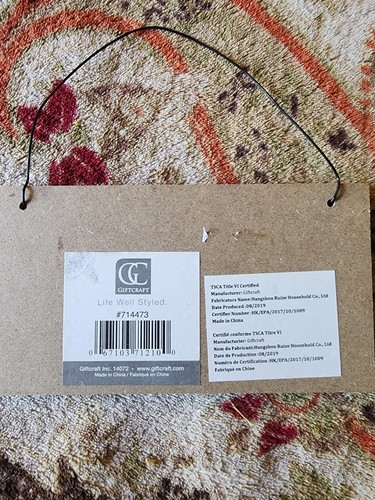 GC
GIFTCRAFT
Life Well Styled.
#714473
0 67103 71210 0
Giftcraft Inc. 14072 - www.giftcraft.com
Made in China / Fabriqué en Chine
TSCA Title VI Certified
Manufacturer: Giftcraft
Fabricators Name:Hangzhou Ruise Household Co., Ltd
Date Produced :08/2019
Certifier Number :HK/EPA/2017/10/1009
Made in China
Certifié conforme TSCA Titre VI
Manufacturer: Giftcraft
Nom du Fabricant:Hangzhou Ruise Household Co., Ltd
Date de Production :08/2019
Numéro de Certification :HK/EPA/2017/10/1009
Fabriqué en Chine